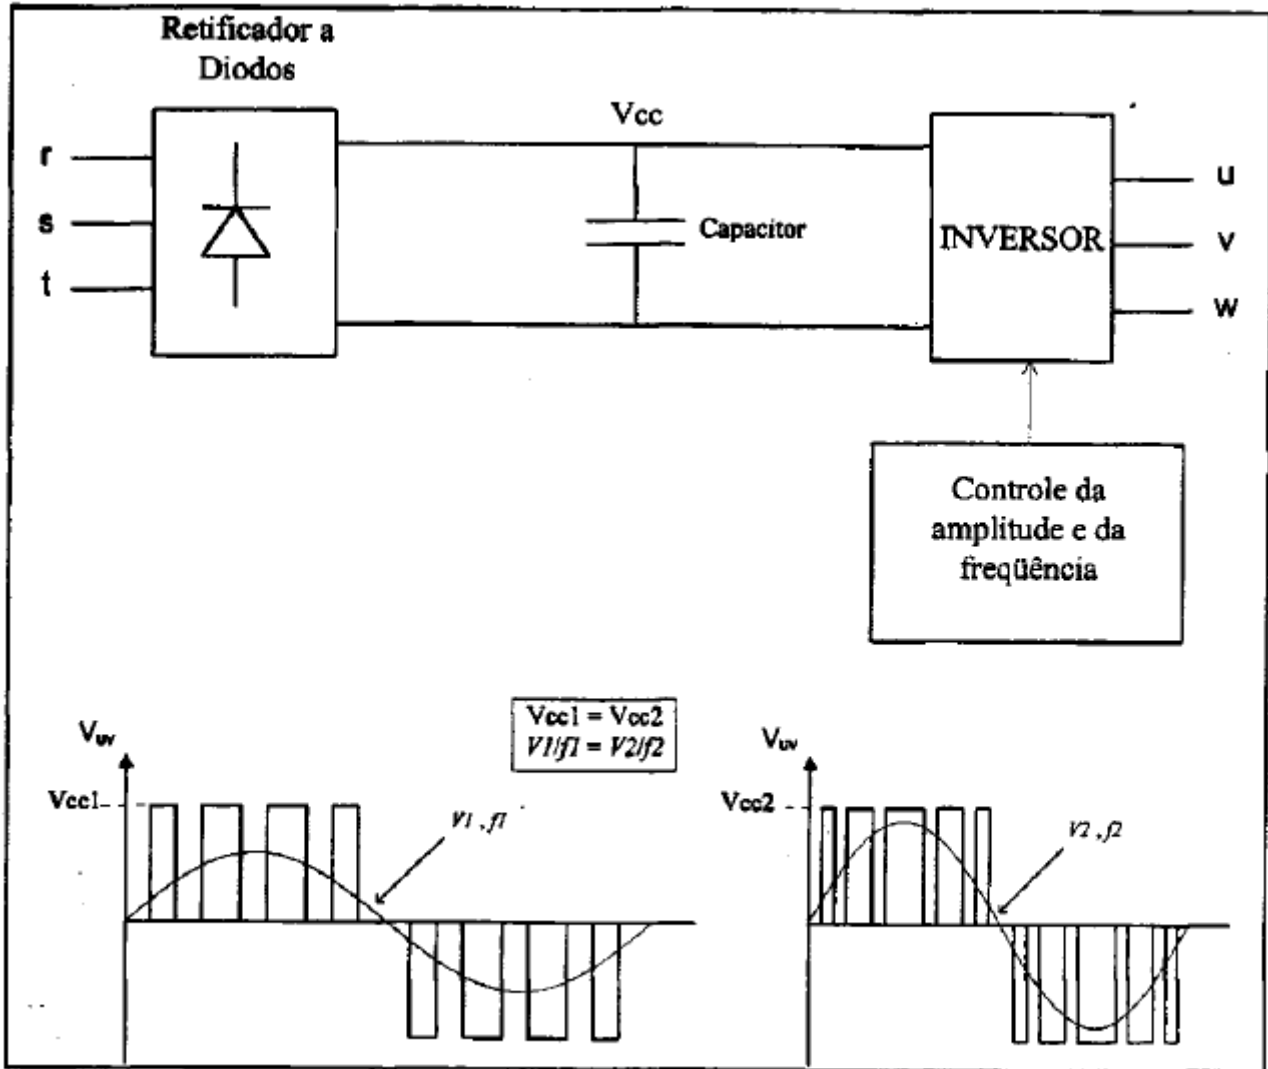 Retificador a
Diodos
Vcc
r
s
t
Capacitor
INVERSOR
u
v
w
Controle da
amplitude e da
freqüência
Vcc1 = Vcc2
V1/f1 = V2/f2
Vuv
Vcc1
V1 , f1
Vuv
Vcc2
V2 , f2